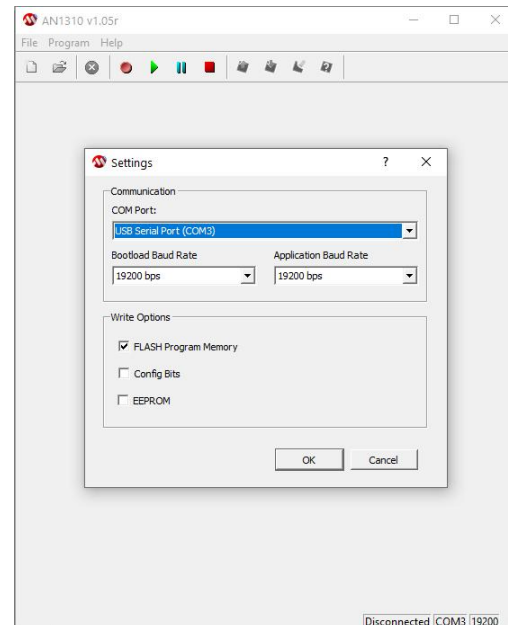 AN1310 v1.05r
File Program Help
Settings
Communication
COM Port:
USB Serial Port (COM3)
Bootload Baud Rate Application Baud Rate
19200 bps 19200 bps
Write Options
FLASH Program Memory
Config Bits
EEPROM
OK Cancel
Disconnected COM3 19200